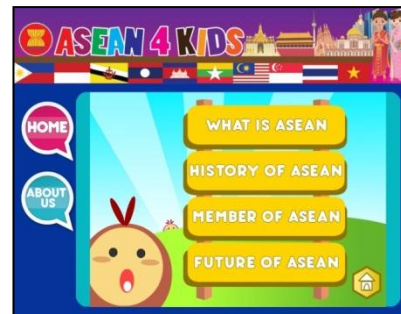 ASEAN 4 KIDS
HOME
ABOUT
US
WHAT IS ASEAN
HISTORY OF ASEAN
MEMBER OF ASEAN
FUTURE OF ASEAN